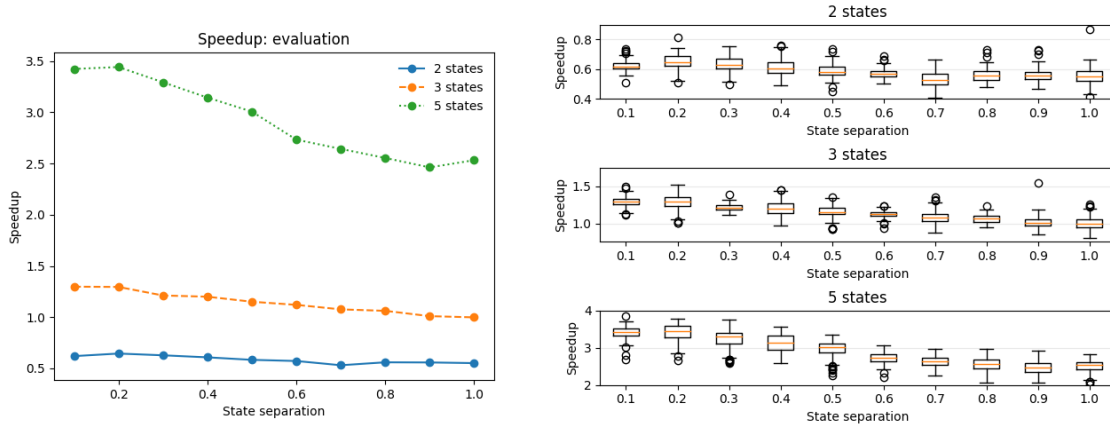 Speedup: evaluation
3.5
3.0
2.5
2.0
1.5
1.0
0.5
Speedup
2 states
3 states
5 states
0.2 0.4 0.6 0.8 1.0
State separation
2 states
Speedup
0.8
0.6
0.4
0.1 0.2 0.3 0.4 0.5 0.6 0.7 0.8 0.9 1.0
State separation
3 states
Speedup
1.5
1.0
0.1 0.2 0.3 0.4 0.5 0.6 0.7 0.8 0.9 1.0
State separation
5 states
Speedup
4
3
2
0.1 0.2 0.3 0.4 0.5 0.6 0.7 0.8 0.9 1.0
State separation